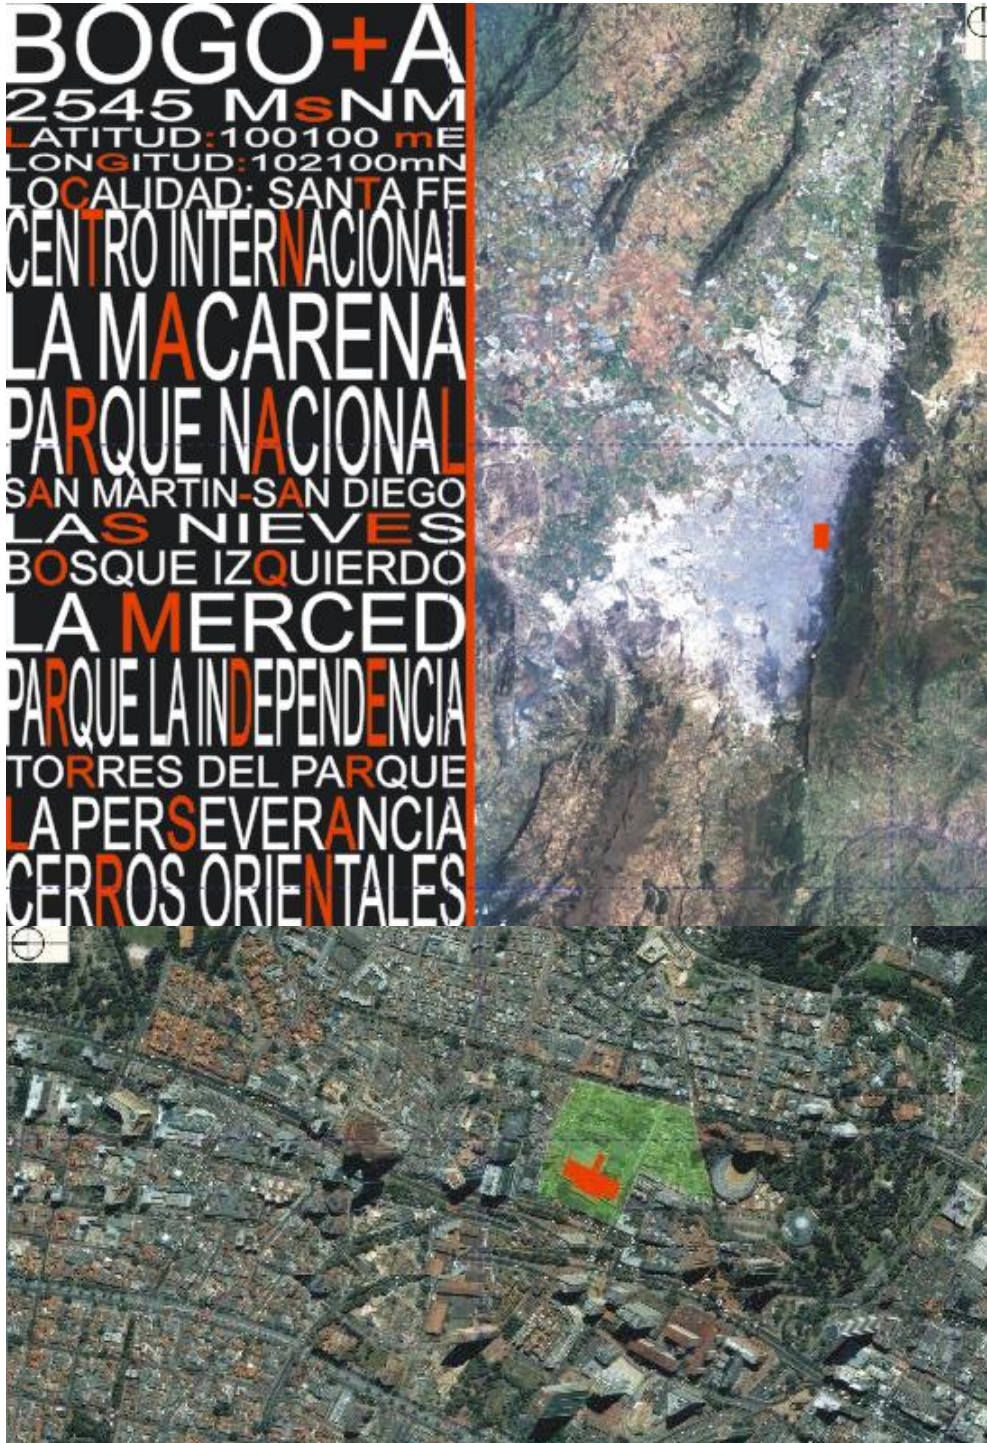 BOGO+A
2545 MsNM
LATITUD:100100 mE
LONGITUD:102100mN
LOCALIDAD: SANTA FE
CENTRO INTERNACIONAL
LA MACARENA
PARQUE NACIONAL
SAN MARTIN-SAN DIEGO
LAS NIEVES
BOSQUE IZQUIERDO
LA MERCED
PARQUE LA INDEPENDENCIA
TORRES DEL PARQUE
LA PERSEVERANCIA
CERROS ORIENTALES